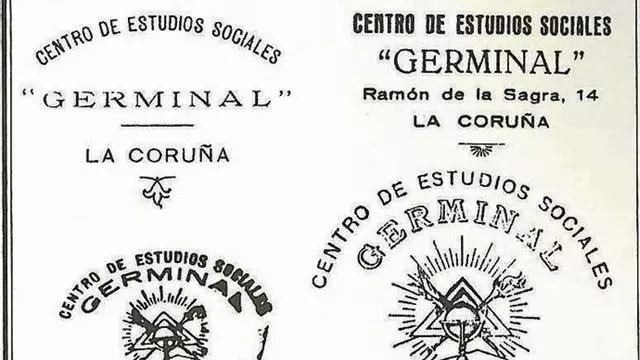 CENTRO DE ESTUDIOS SOCIALES
"GERMINAL"
LA CORUÑA
CENTRO DE ESTUDIOS SOCIALES
"GERMINAL"
Ramón de la Sagra, 14
LA CORUÑA
CENTRO DE ESTUDIOS SOCIALES
GERMINAL
CENTRO DE ESTUDIOS SOCIALES
GERMINAL